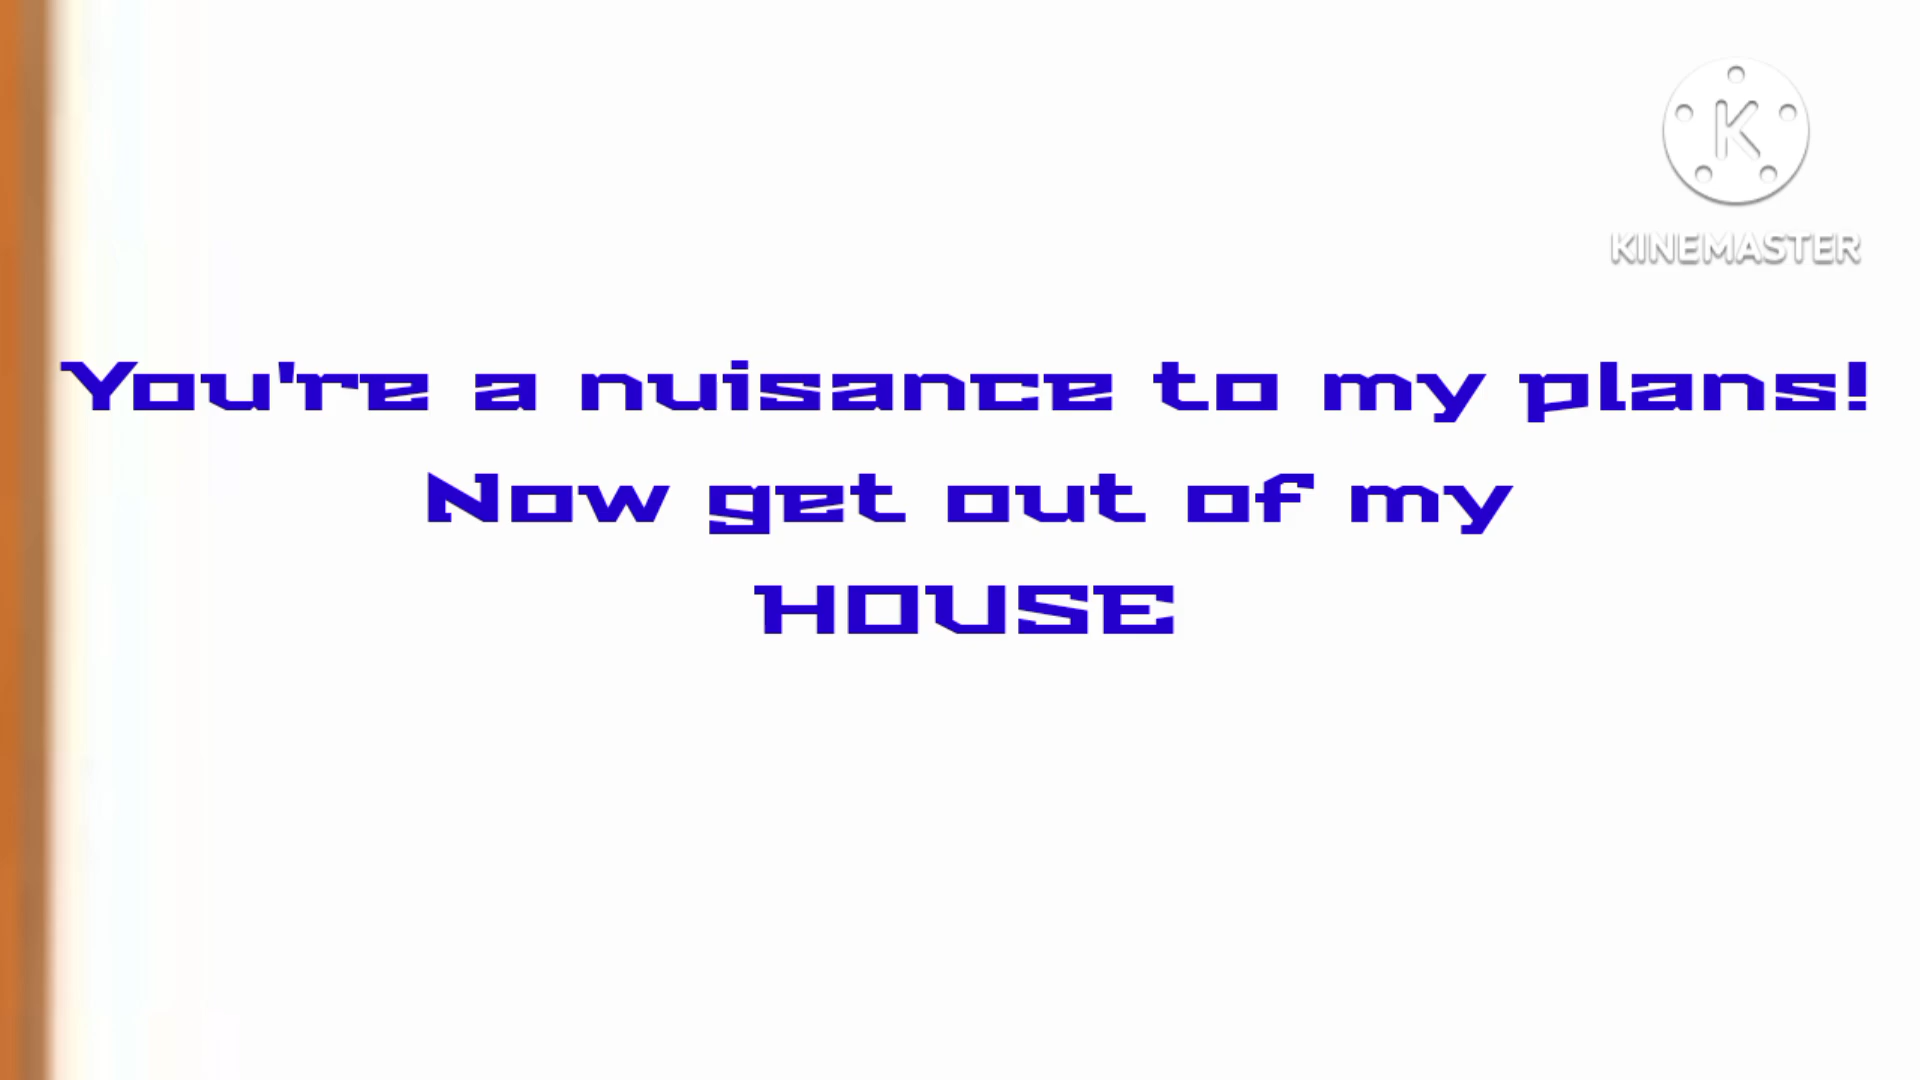 K
KINEMASTER
You're a nuisance to my plans!
Now get out of my
HOUSE